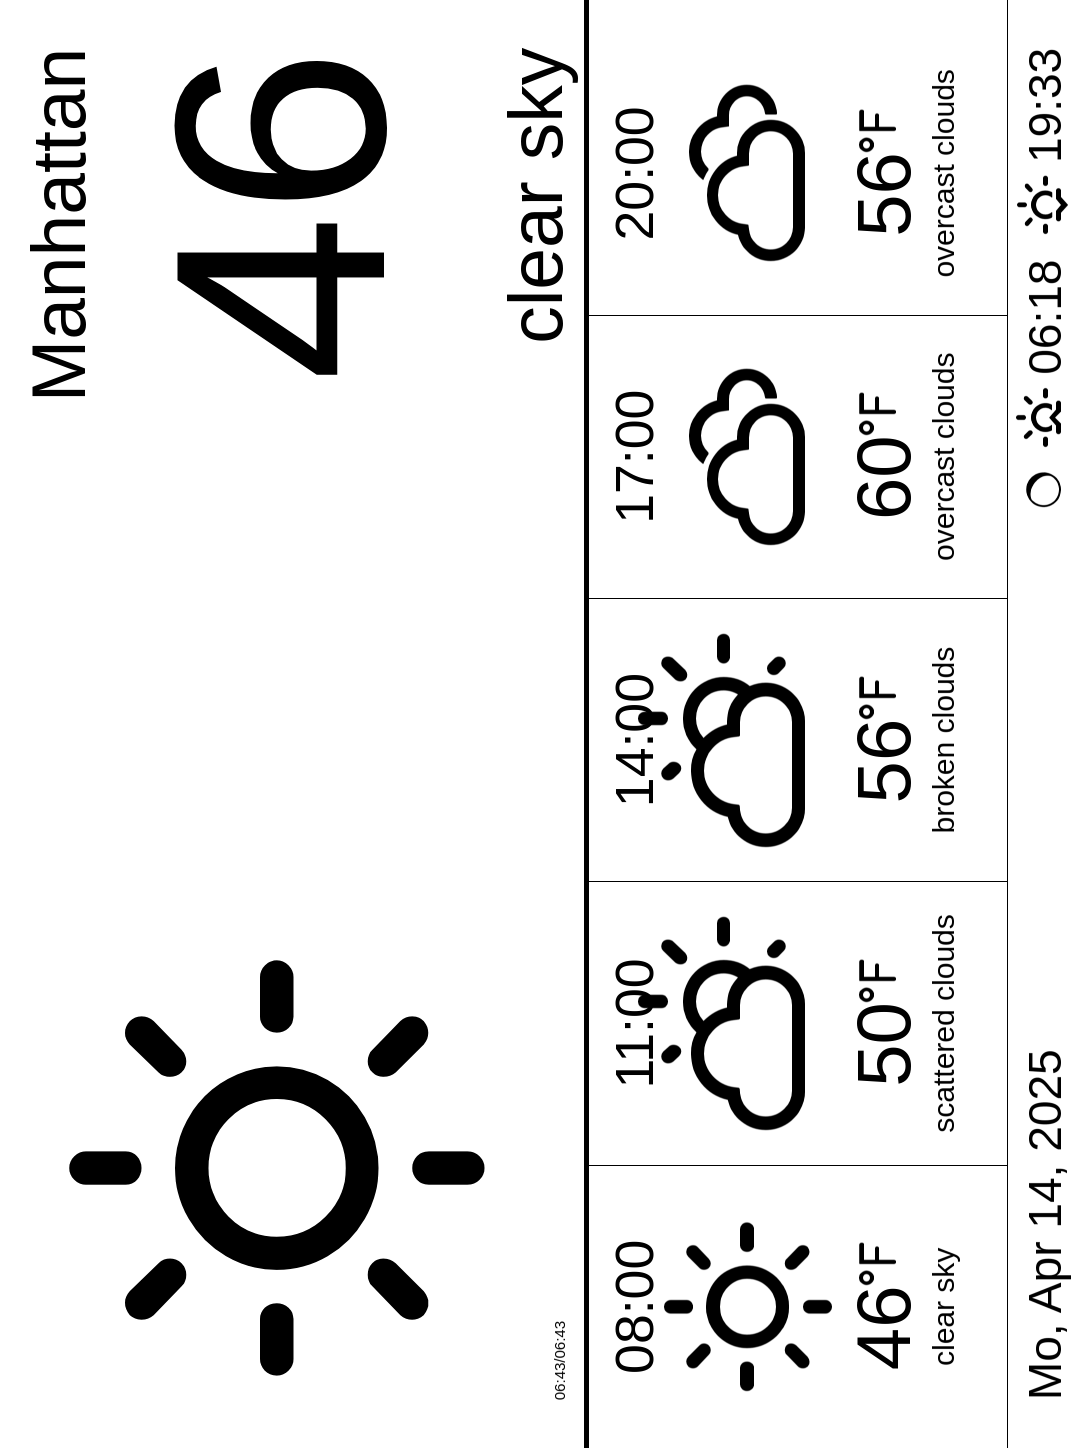 Manhattan
46
clear sky
06:43/06:43
08:00
46°F
clear sky
11:00
50°F
scattered clouds
14:00
56°F
broken clouds
17:00
60°F
overcast clouds
20:00
56°F
overcast clouds
Mo, Apr 14, 2025
06:18 19:33